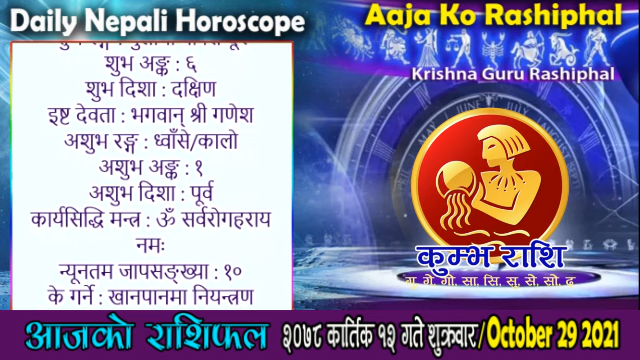 Daily Nepali Horoscope
Aaja Ko Rashiphal
Krishna Guru Rashiphal
शुभ अङ्क : ६
शुभ दिशा : दक्षिण
इष्ट देवता : भगवान् श्री गणेश
अशुभ रङ्ग : ध्वाँसे/कालो
अशुभ अङ्क : १
अशुभ दिशा : पूर्व
कार्यसिद्धि मन्त्र : ॐ सर्वरोगहराय
नमः
न्यूनतम जापसङ्ख्या : १०
के गर्ने : खानपानमा नियन्त्रण
कुम्भ राशि
गु, गे, गो, सा, सि, सु, से, सो, द
आजको राशिफल २०७८ कार्तिक १२ गते शुक्रवार/October 29 2021